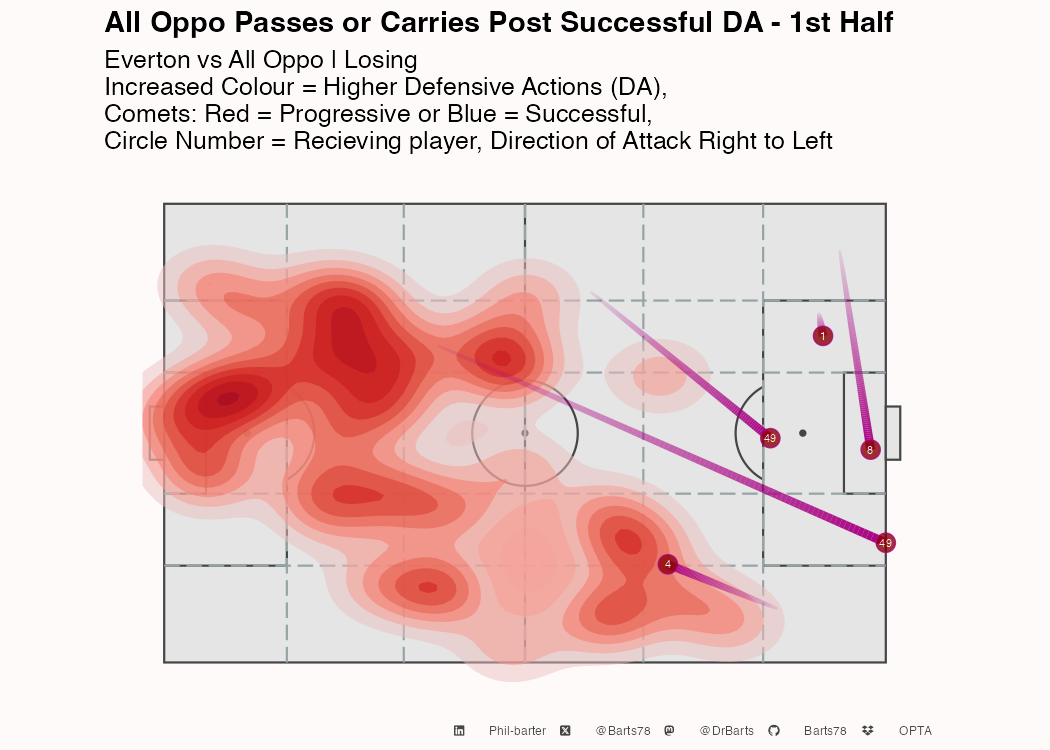 All Oppo Passes or Carries Post Successful DA - 1st Half
Everton vs All Oppo | Losing
Increased Colour = Higher Defensive Actions (DA),
Comets: Red = Progressive or Blue = Successful,
Circle Number = Recieving player, Direction of Attack Right to Left
1
49
8
49
4
Phil-barter @Barts78 @DrBarts Barts78 OPTA